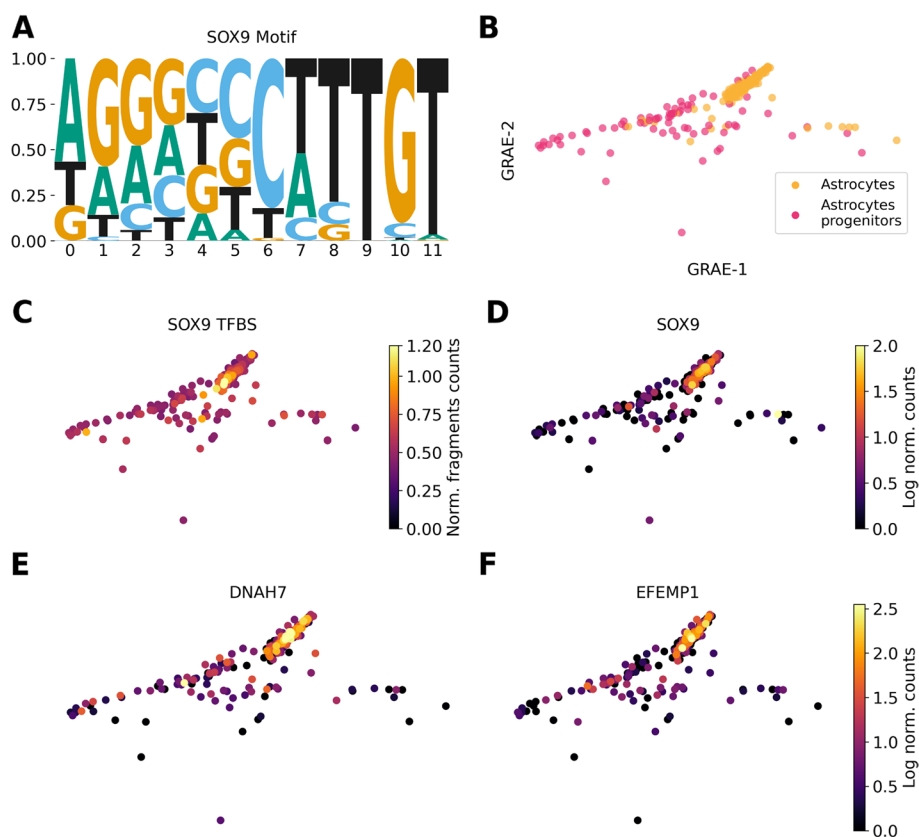 A
SOX9 Motif
1.00
0.75
0.50
0.25
0.00
0 1 2 3 4 5 6 7 8 9 10 11
A G G G C C C T T T G T
T A A A T G T A C C
G T C C G T C G T A
C T T A A
B
GRAE-2
Astrocytes
Astrocytes
progenitors
GRAE-1
C
SOX9 TFBS
1.20
1.00
0.75
0.50
0.25
0.00
Norm. fragments counts
D
SOX9
2.0
1.5
1.0
0.5
0.0
Log norm. counts
E
DNAH7
F
EFEMP1
2.5
2.0
1.5
1.0
0.5
0.0
Log norm. counts